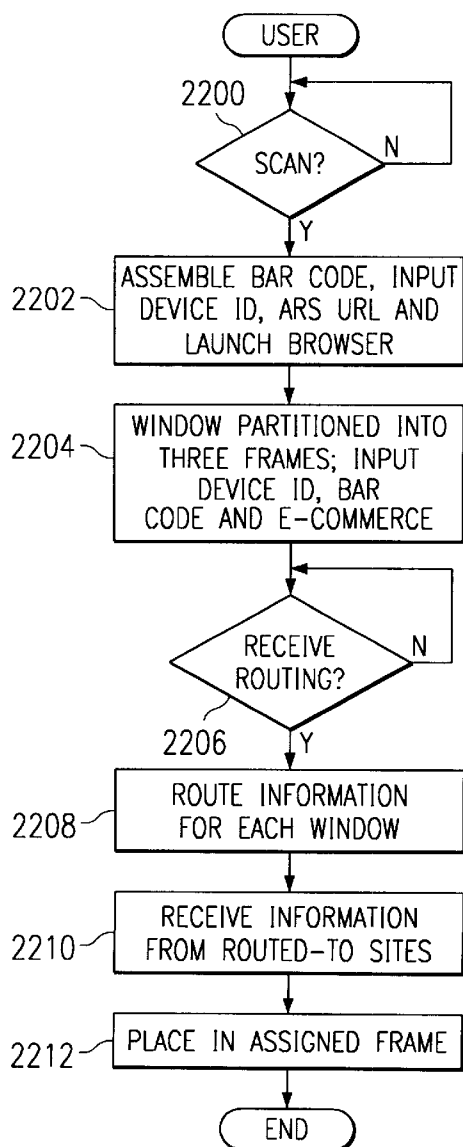 USER
2200
SCAN?
N
Y
2202
ASSEMBLE BAR CODE, INPUT
DEVICE ID, ARS URL AND
LAUNCH BROWSER
2204
WINDOW PARTITIONED INTO
THREE FRAMES; INPUT
DEVICE ID, BAR
CODE AND E-COMMERCE
RECEIVE
ROUTING?
N
2206
Y
2208
ROUTE INFORMATION
FOR EACH WINDOW
2210
RECEIVE INFORMATION
FROM ROUTED-TO SITES
2212
PLACE IN ASSIGNED FRAME
END